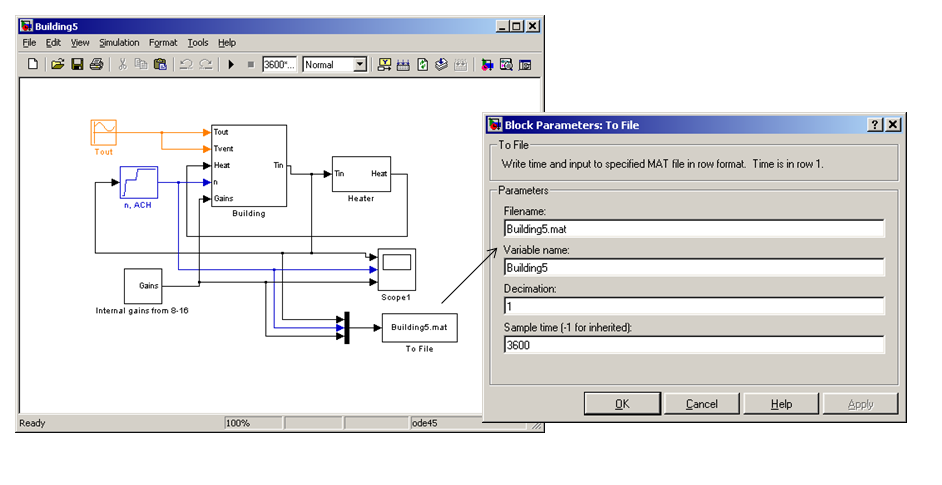 Building5
File Edit View Simulation Format Tools Help
3600*... Normal
Tout
n, ACH
Tout
Tvent
Heat
n
Gains
Tin
Building
Tin Heat
Heater
Gains
Internal gains from 8-16
Scope1
Building5.mat
To File
Ready 100% ode45
Block Parameters: To File
To File
Write time and input to specified MAT file in row format. Time is in row 1.
Parameters
Filename:
Building5.mat
Variable name:
Building5
Decimation:
1
Sample time (-1 for inherited):
3600
OK Cancel Help Apply